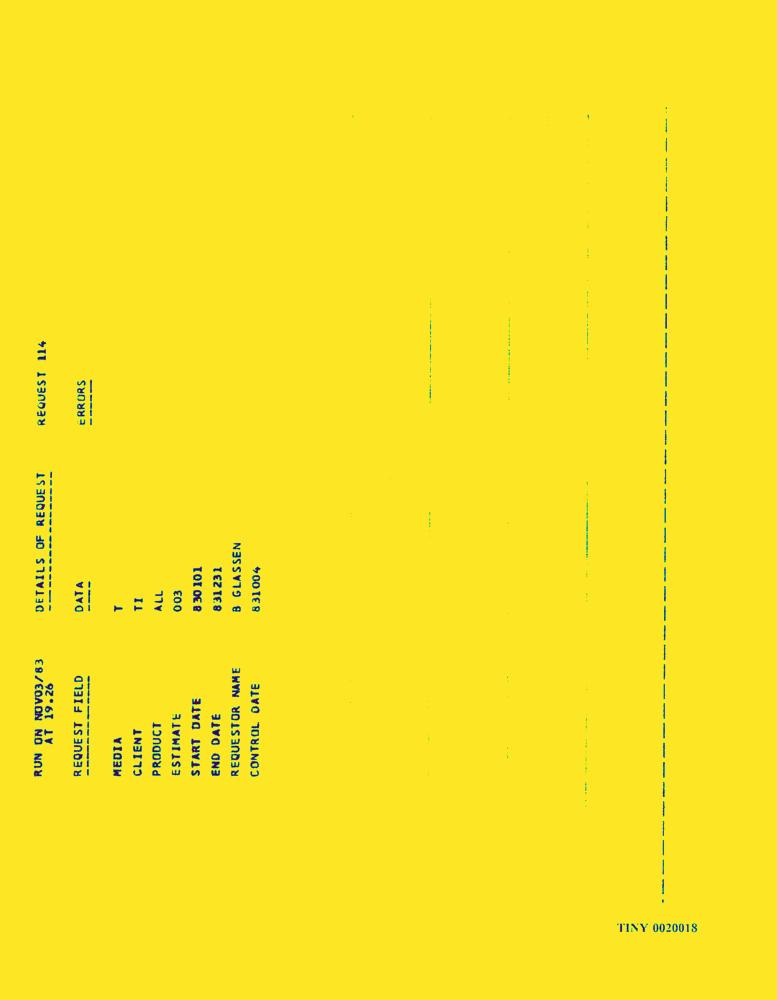 RUN ON NOV03/83 DETAILS OF REQUEST REQUEST 114
AT 19.26
REQUEST FIELD DATA ERRORS
MEDIA T
CLIENT TI
PRODUCT ALL
ESTIMATE 003
START DATE 830101
END DATE 831231
REQUESTOR NAME B GLASSEN
CONTROL DATE 831004
TINY 0020018